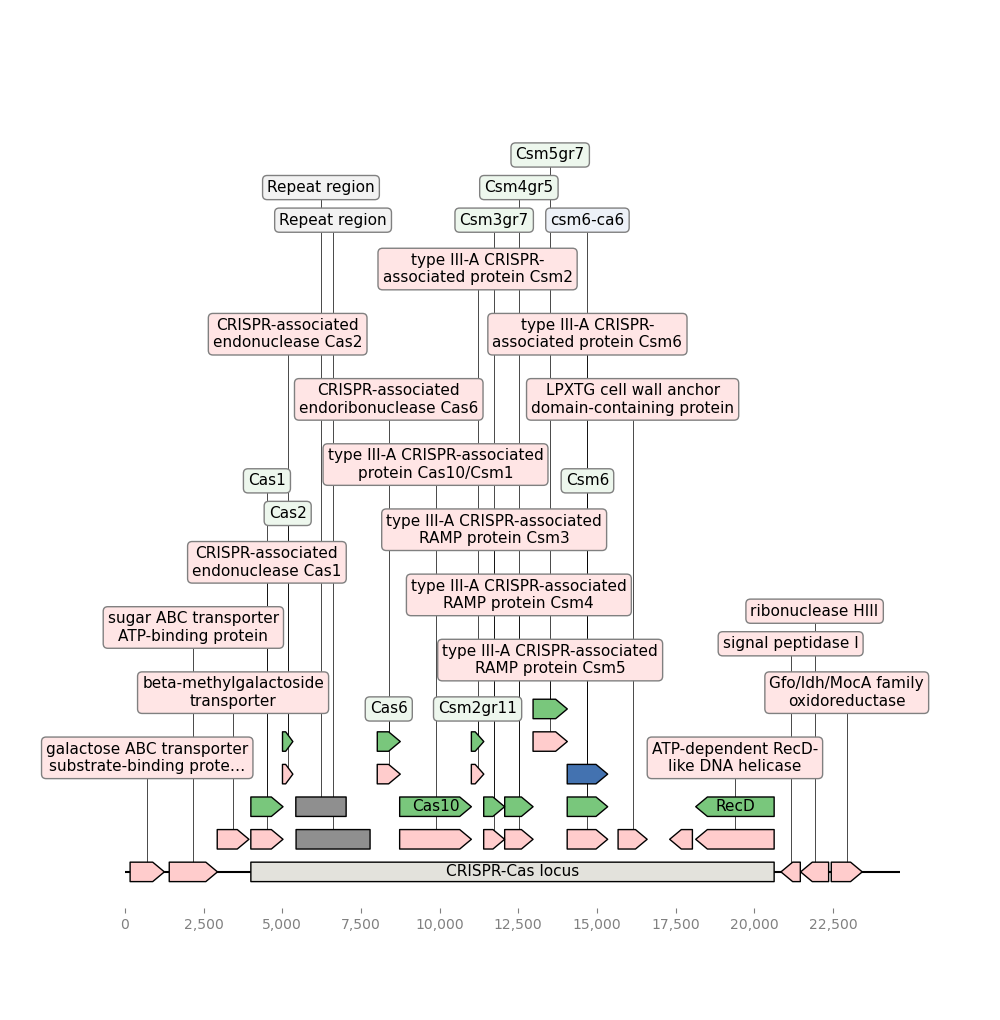 Csm5gr7
Repeat region
Csm4gr5
Repeat region
Csm3gr7
csm6-ca6
type III-A CRISPR-
associated protein Csm2
CRISPR-associated
endonuclease Cas2
type III-A CRISPR-
associated protein Csm6
CRISPR-associated
endoribonuclease Cas6
LPXTG cell wall anchor
domain-containing protein
type III-A CRISPR-associated
protein Cas10/Csm1
Cas1
Csm6
Cas2
type III-A CRISPR-associated
RAMP protein Csm3
CRISPR-associated
endonuclease Cas1
type III-A CRISPR-associated
RAMP protein Csm4
ribonuclease HIII
sugar ABC transporter
ATP-binding protein
signal peptidase I
type III-A CRISPR-associated
RAMP protein Csm5
beta-methylgalactoside
transporter
Gfo/Idh/MocA family
oxidoreductase
Cas6
Csm2gr11
galactose ABC transporter
substrate-binding prote...
ATP-dependent RecD-
like DNA helicase
Cas10
RecD
CRISPR-Cas locus
0
2,500
5,000
7,500
10,000
12,500
15,000
17,500
20,000
22,500